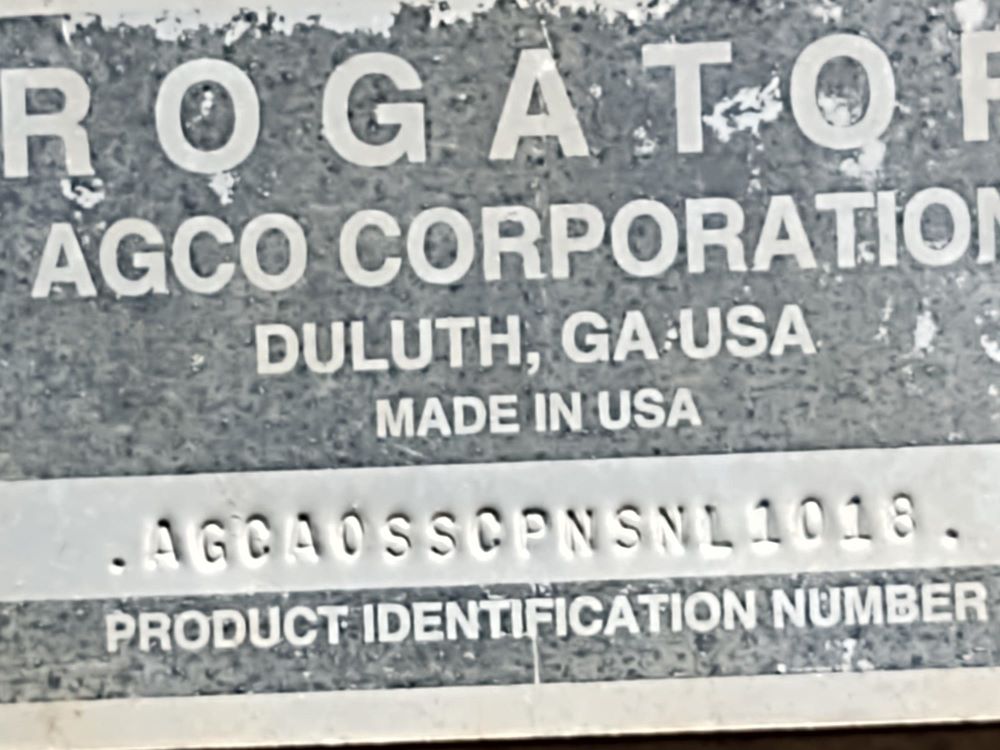 ROGATOR
AGCO CORPORATION
DULUTH, GA USA
MADE IN USA
.AGCA0SSCPNSNL1018.
PRODUCT IDENTIFICATION NUMBER